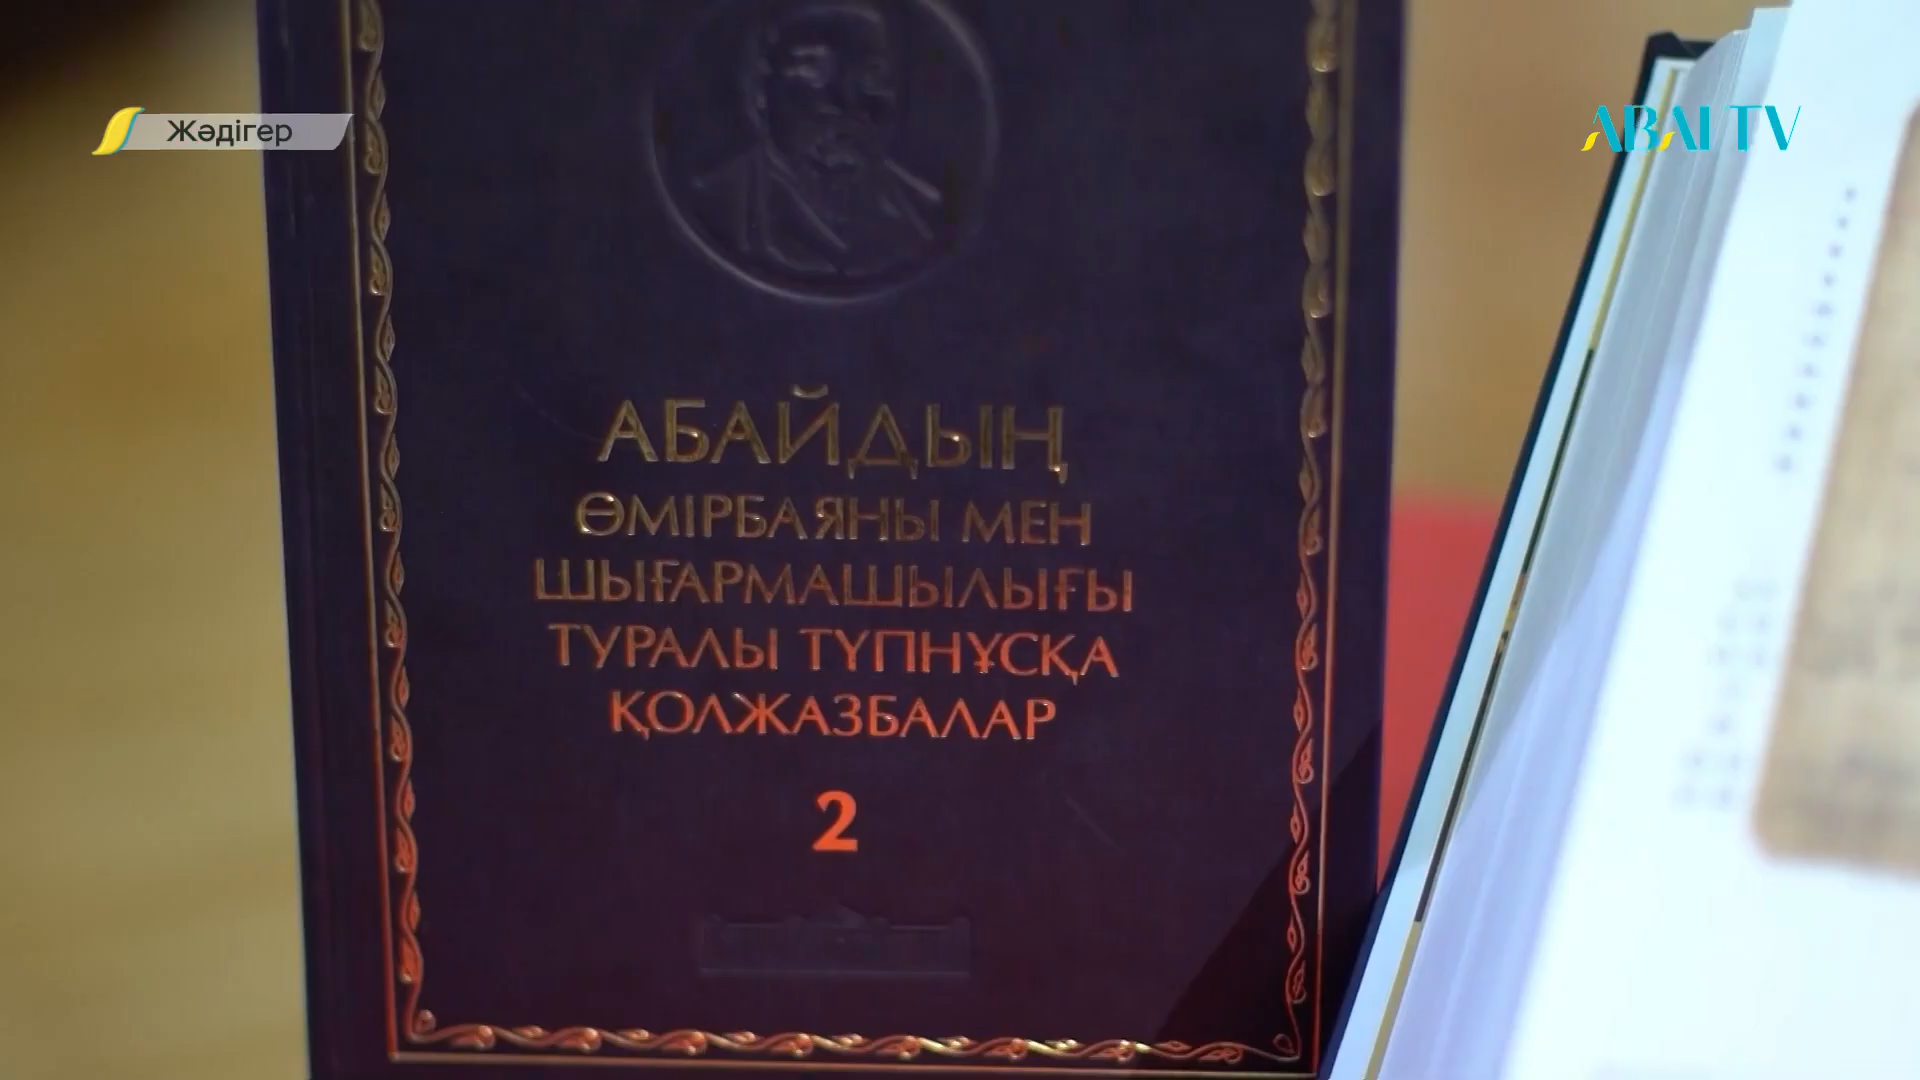 Жәдігер
ABAI TV
АБАЙДЫҢ
ӨМІРБАЯНЫ МЕН
ШЫҒАРМАШЫЛЫҒЫ
ТУРАЛЫ ТҮПНҰСҚА
ҚОЛЖАЗБАЛАР
2